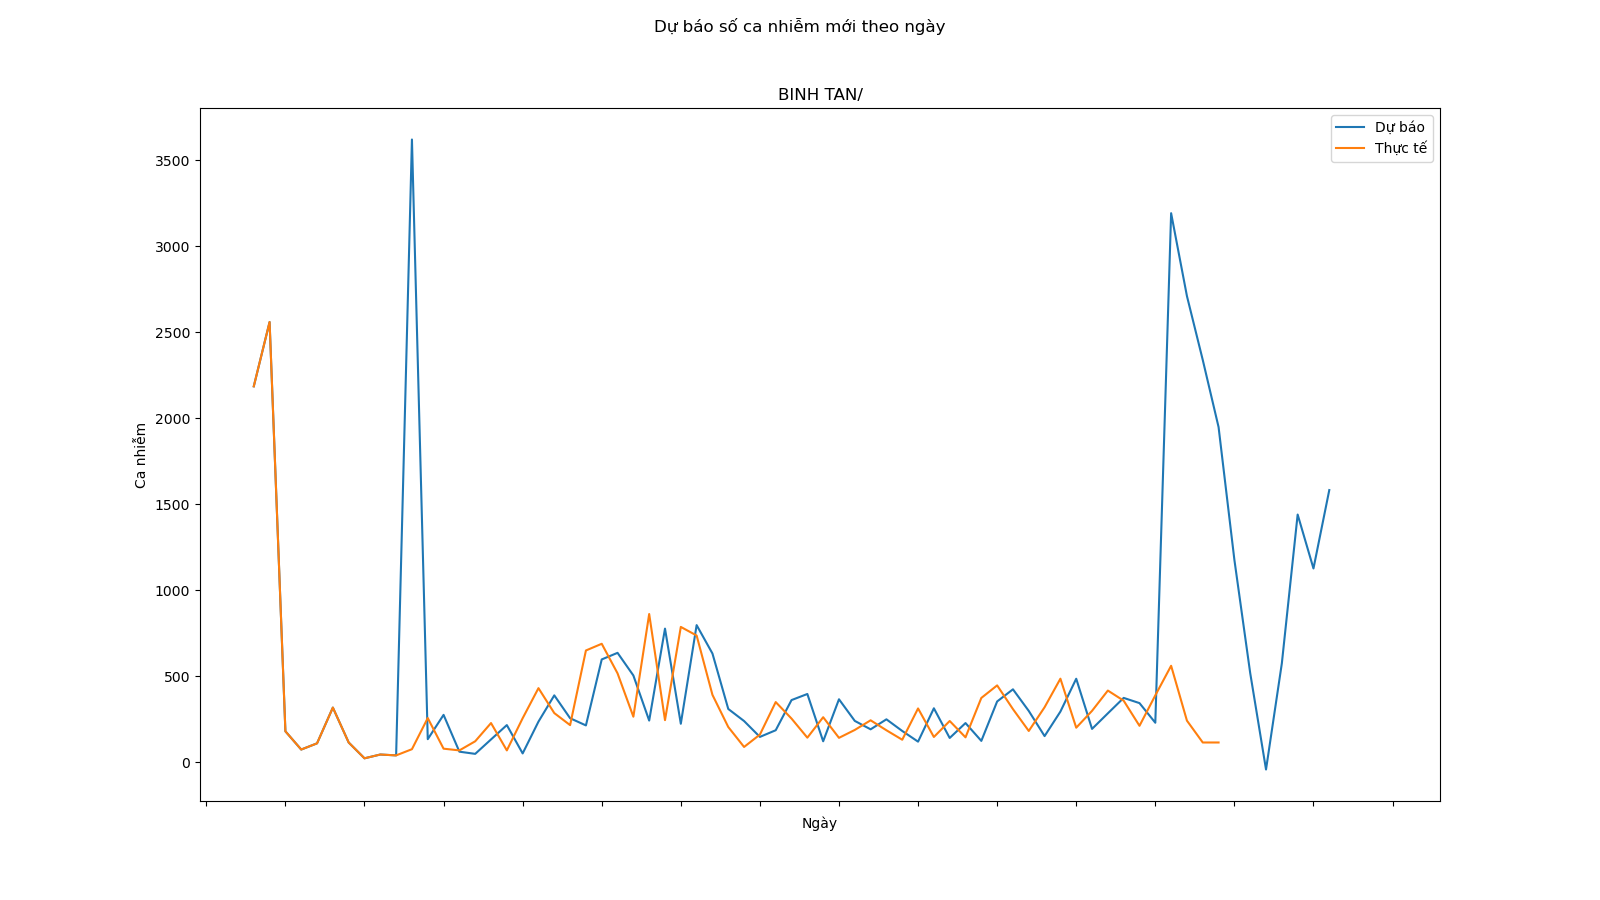 Dự báo số ca nhiễm mới theo ngày
BINH TAN/
Dự báo
Thực tế
3500
3000
2500
2000
1500
1000
500
0
Ca nhiễm
Ngày